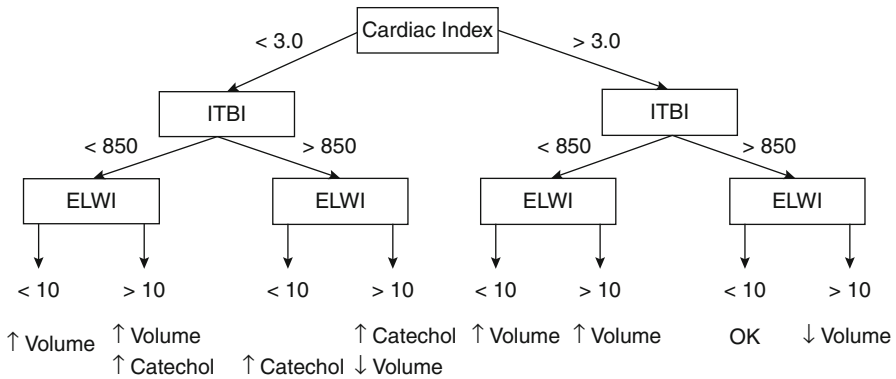 Cardiac Index
< 3.0 > 3.0
ITBI ITBI
< 850 > 850 < 850 > 850
ELWI ELWI ELWI ELWI
< 10 > 10 < 10 > 10 < 10 > 10 < 10 > 10
↑ Volume ↑ Volume ↑ Catechol ↑ Volume ↑ Volume OK ↓ Volume
↑ Catechol ↑ Catechol ↓ Volume